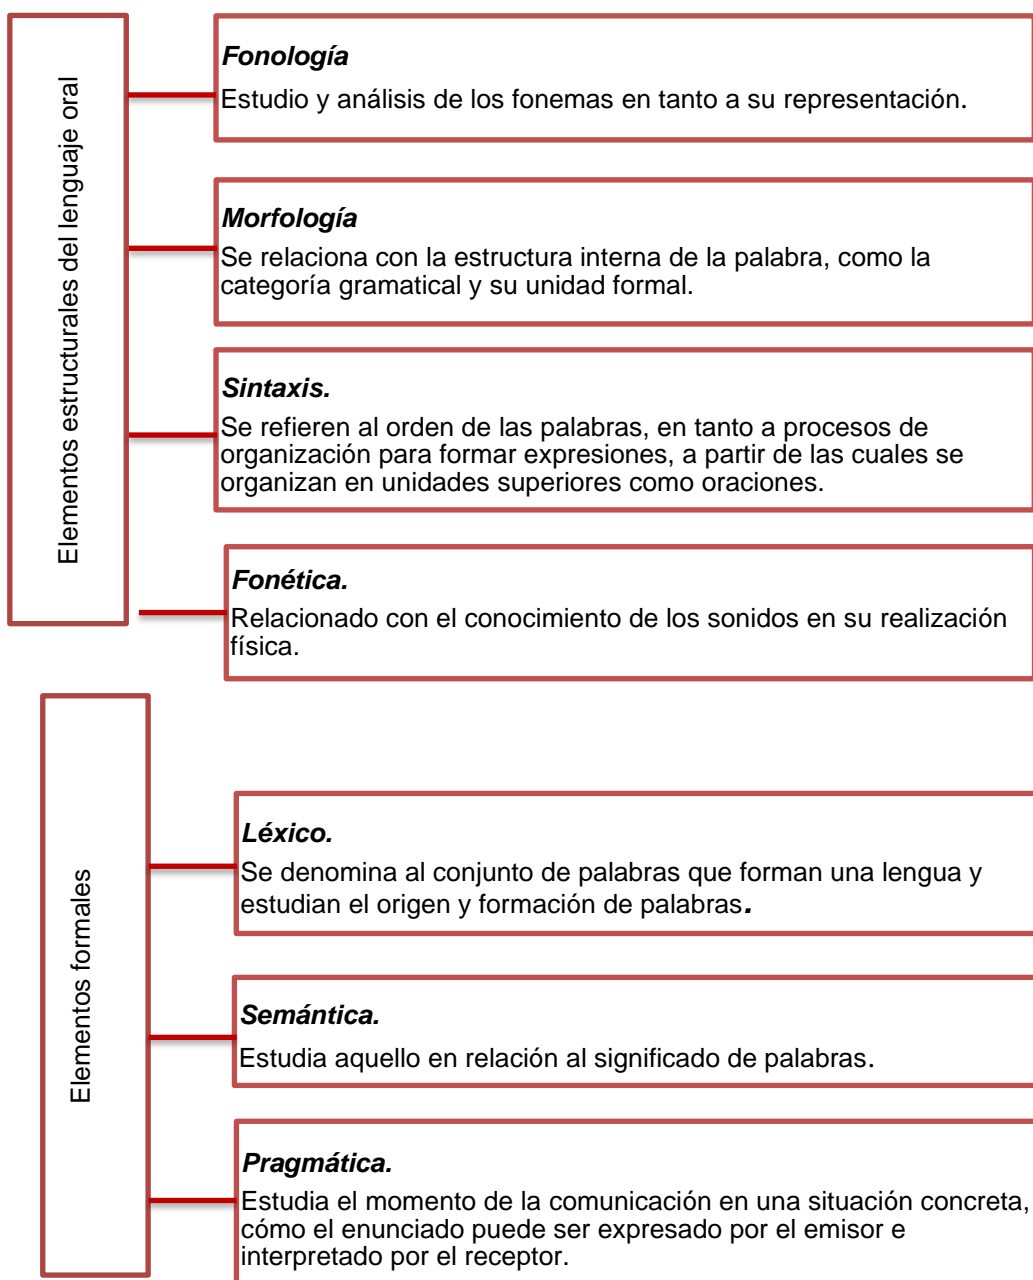 Elementos estructurales del lenguaje oral
Fonología
Estudio y análisis de los fonemas en tanto a su representación.
Morfología
Se relaciona con la estructura interna de la palabra, como la
categoría gramatical y su unidad formal.
Sintaxis.
Se refieren al orden de las palabras, en tanto a procesos de
organización para formar expresiones, a partir de las cuales se
organizan en unidades superiores como oraciones.
Fonética.
Relacionado con el conocimiento de los sonidos en su realización
física.
Elementos formales
Léxico.
Se denomina al conjunto de palabras que forman una lengua y
estudian el origen y formación de palabras.
Semántica.
Estudia aquello en relación al significado de palabras.
Pragmática.
Estudia el momento de la comunicación en una situación concreta,
cómo el enunciado puede ser expresado por el emisor e
interpretado por el receptor.